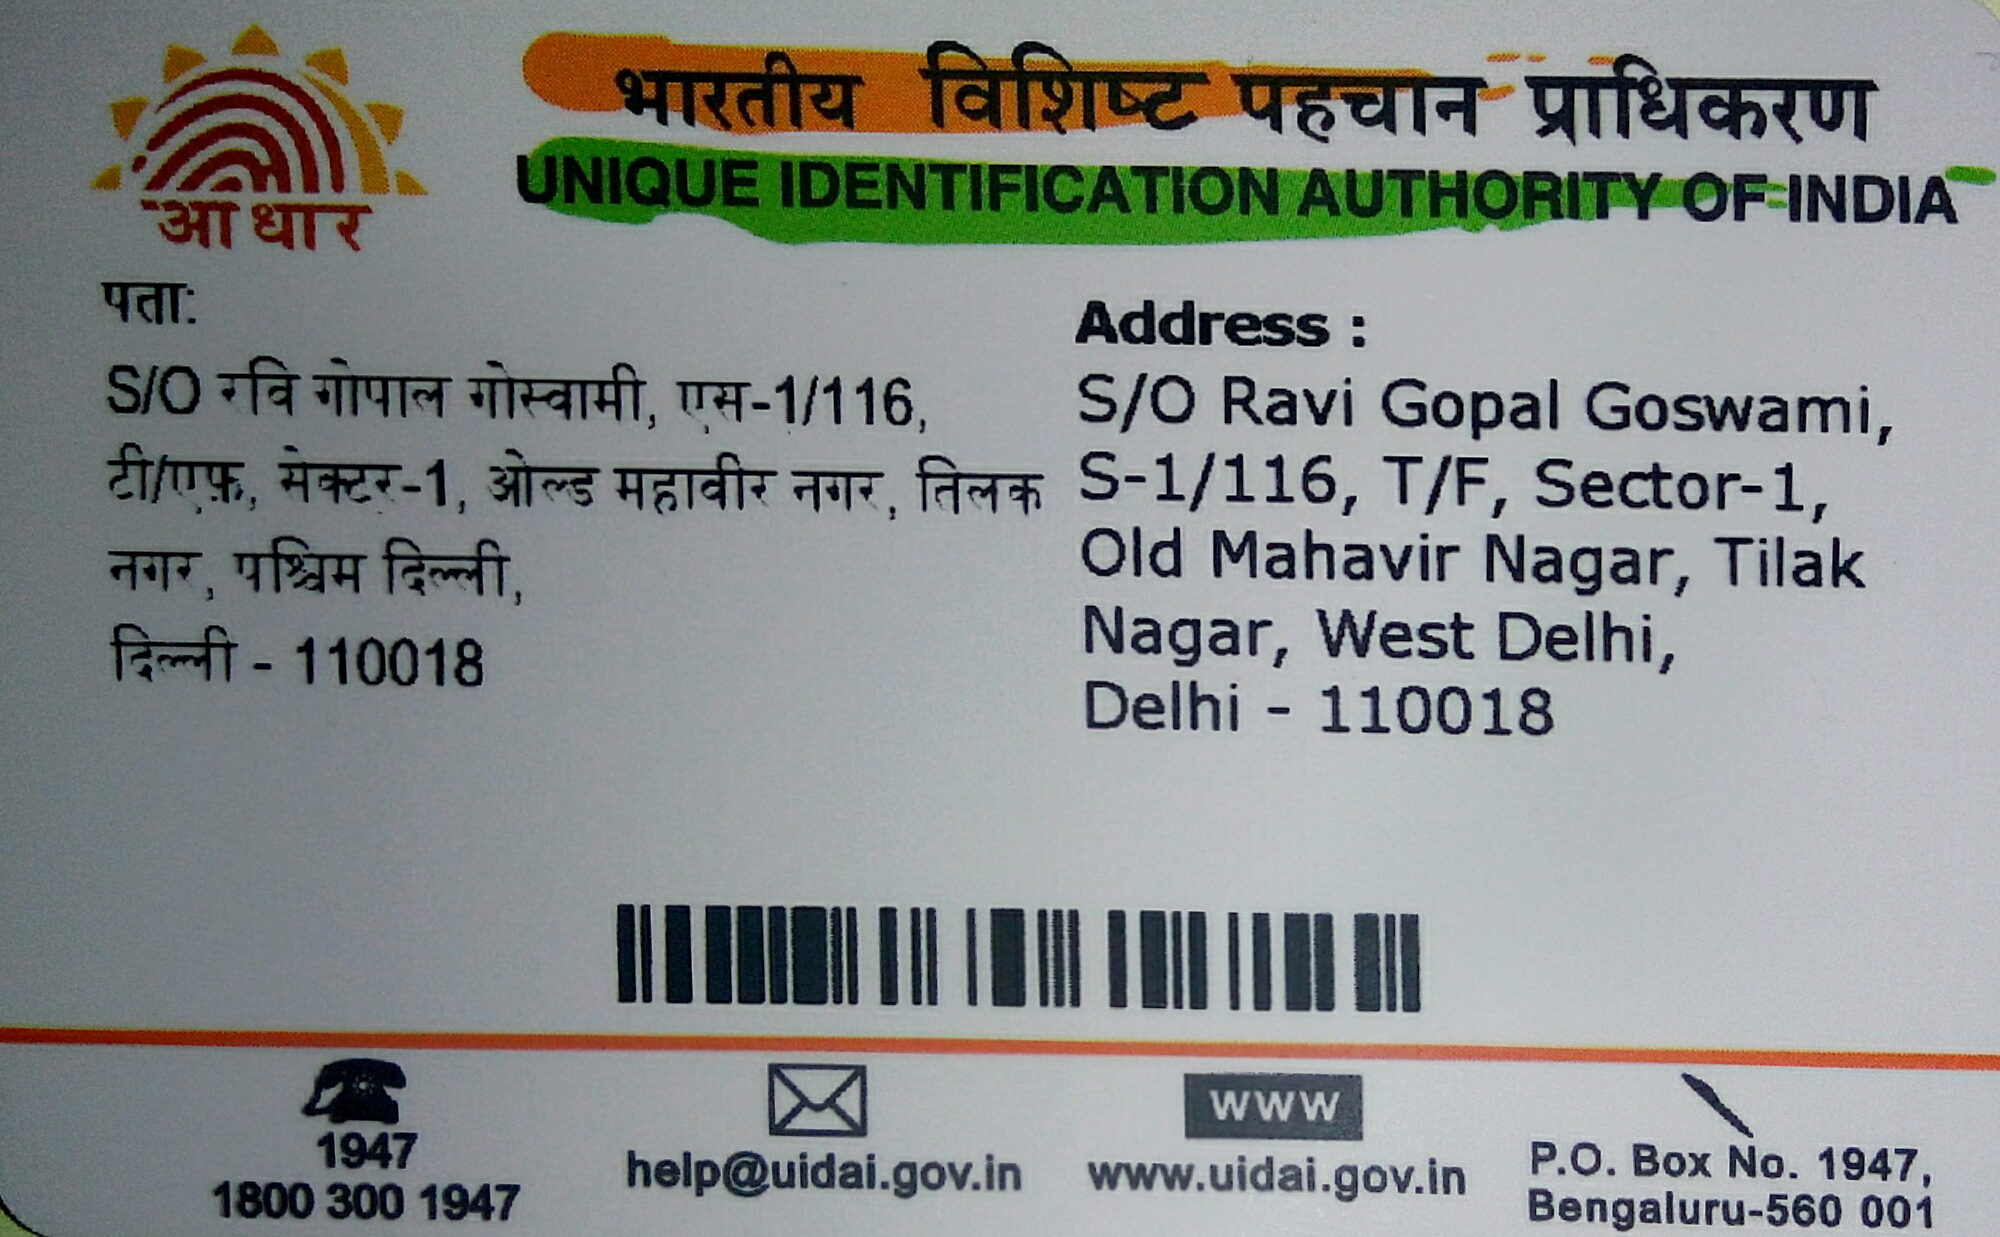 आधार
भारतीय विशिष्ट पहचान प्राधिकरण
UNIQUE IDENTIFICATION AUTHORITY OF INDIA
पता:
S/O रवि गोपाल गोस्वामी, एस-1/116,
टी/एफ़, सेक्टर-1, ओल्ड महावीर नगर, तिलक
नगर, पश्चिम दिल्ली,
दिल्ली - 110018
Address :
S/O Ravi Gopal Goswami,
S-1/116, T/F, Sector-1,
Old Mahavir Nagar, Tilak
Nagar, West Delhi,
Delhi - 110018
1947
1800 300 1947
help@uidai.gov.in
www
www.uidai.gov.in
P.O. Box No. 1947,
Bengaluru-560 001